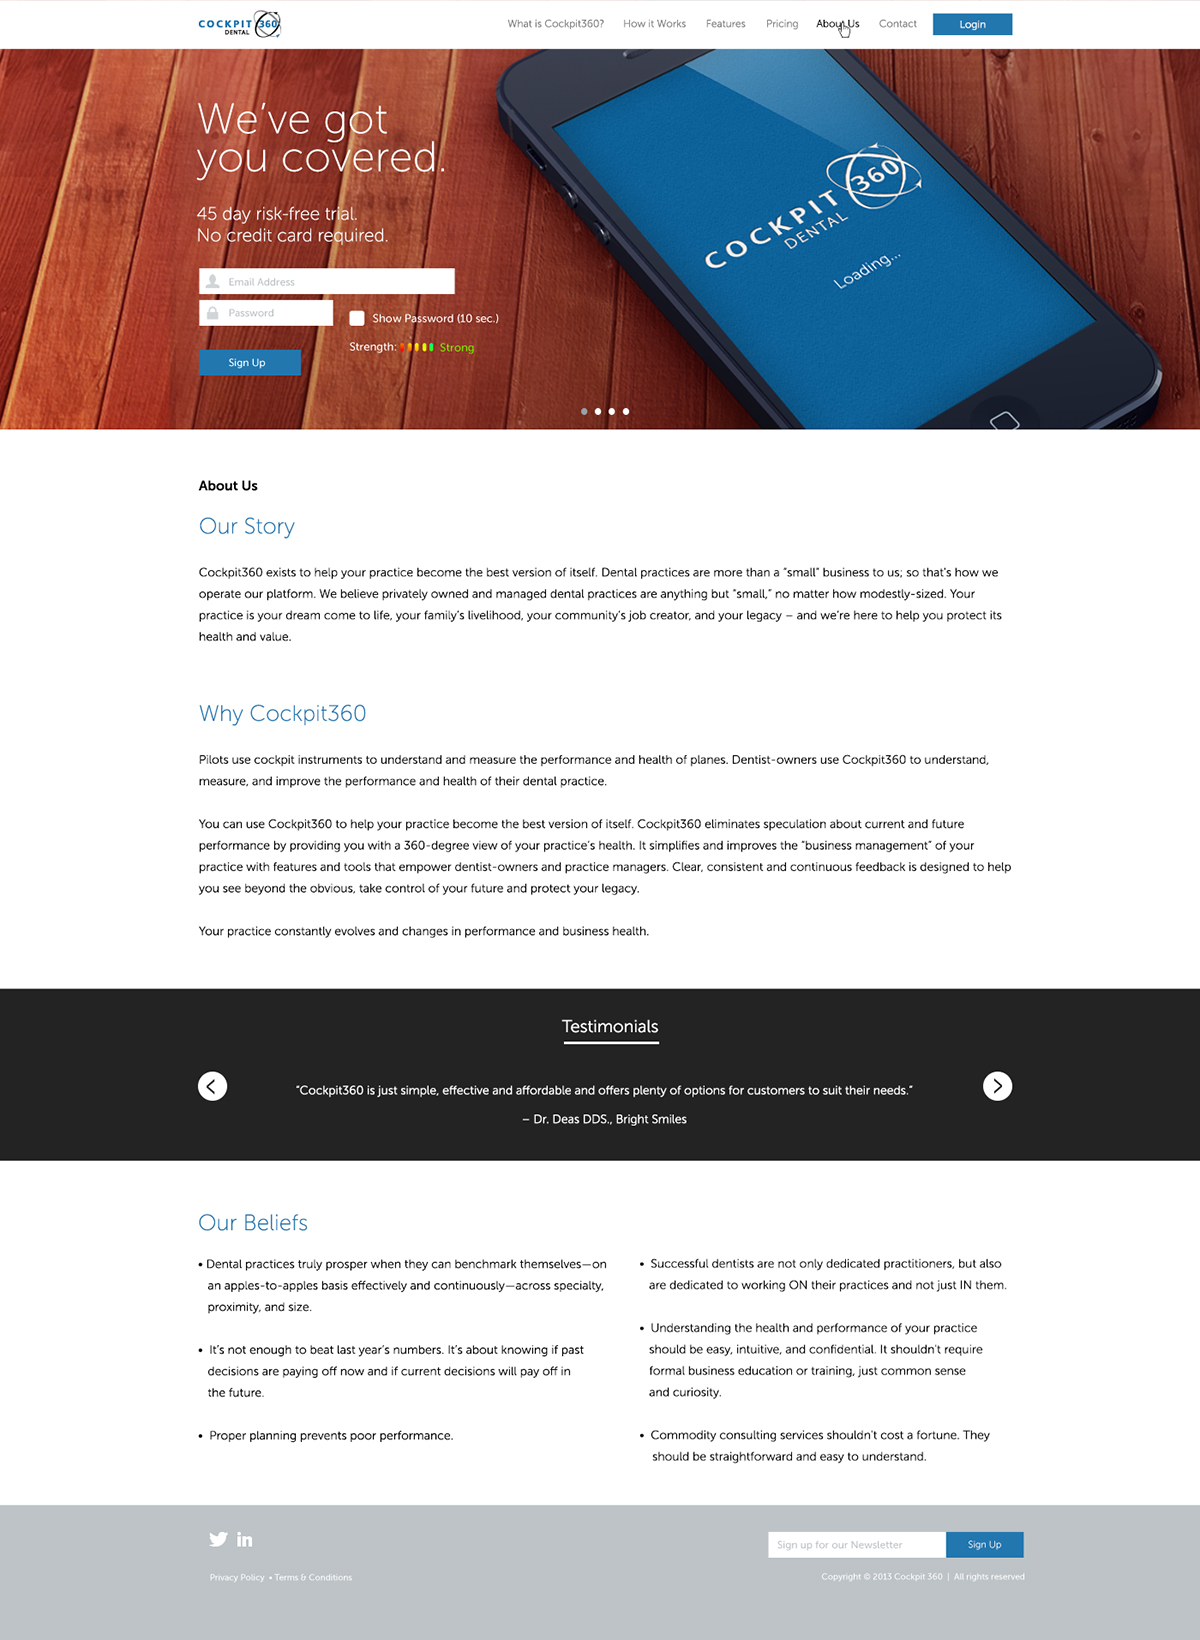 COCKPIT 360
DENTAL
What is Cockpit360? How it Works Features Pricing About Us Contact Login
We've got
you covered.
45 day risk-free trial.
No credit card required.
Email Address
Password
Show Password (10 sec.)
Strength: Strong
Sign Up
COCKPIT 360
DENTAL
Loading...
About Us
Our Story
Cockpit360 exists to help your practice become the best version of itself. Dental practices are more than a "small" business to us; so that's how we
operate our platform. We believe privately owned and managed dental practices are anything but "small," no matter how modestly-sized. Your
practice is your dream come to life, your family's livelihood, your community's job creator, and your legacy – and we're here to help you protect its
health and value.
Why Cockpit360
Pilots use cockpit instruments to understand and measure the performance and health of planes. Dentist-owners use Cockpit360 to understand,
measure, and improve the performance and health of their dental practice.
You can use Cockpit360 to help your practice become the best version of itself. Cockpit360 eliminates speculation about current and future
performance by providing you with a 360-degree view of your practice's health. It simplifies and improves the "business management" of your
practice with features and tools that empower dentist-owners and practice managers. Clear, consistent and continuous feedback is designed to help
you see beyond the obvious, take control of your future and protect your legacy.
Your practice constantly evolves and changes in performance and business health.
Testimonials
"Cockpit360 is just simple, effective and affordable and offers plenty of options for customers to suit their needs."
– Dr. Deas DDS., Bright Smiles
Our Beliefs
• Dental practices truly prosper when they can benchmark themselves—on
an apples-to-apples basis effectively and continuously—across specialty,
proximity, and size.
• It's not enough to beat last year's numbers. It's about knowing if past
decisions are paying off now and if current decisions will pay off in
the future.
• Proper planning prevents poor performance.
• Successful dentists are not only dedicated practitioners, but also
are dedicated to working ON their practices and not just IN them.
• Understanding the health and performance of your practice
should be easy, intuitive, and confidential. It shouldn't require
formal business education or training, just common sense
and curiosity.
• Commodity consulting services shouldn't cost a fortune. They
should be straightforward and easy to understand.
in
Privacy Policy • Terms & Conditions
Sign up for our Newsletter Sign Up
Copyright © 2013 Cockpit 360 | All rights reserved